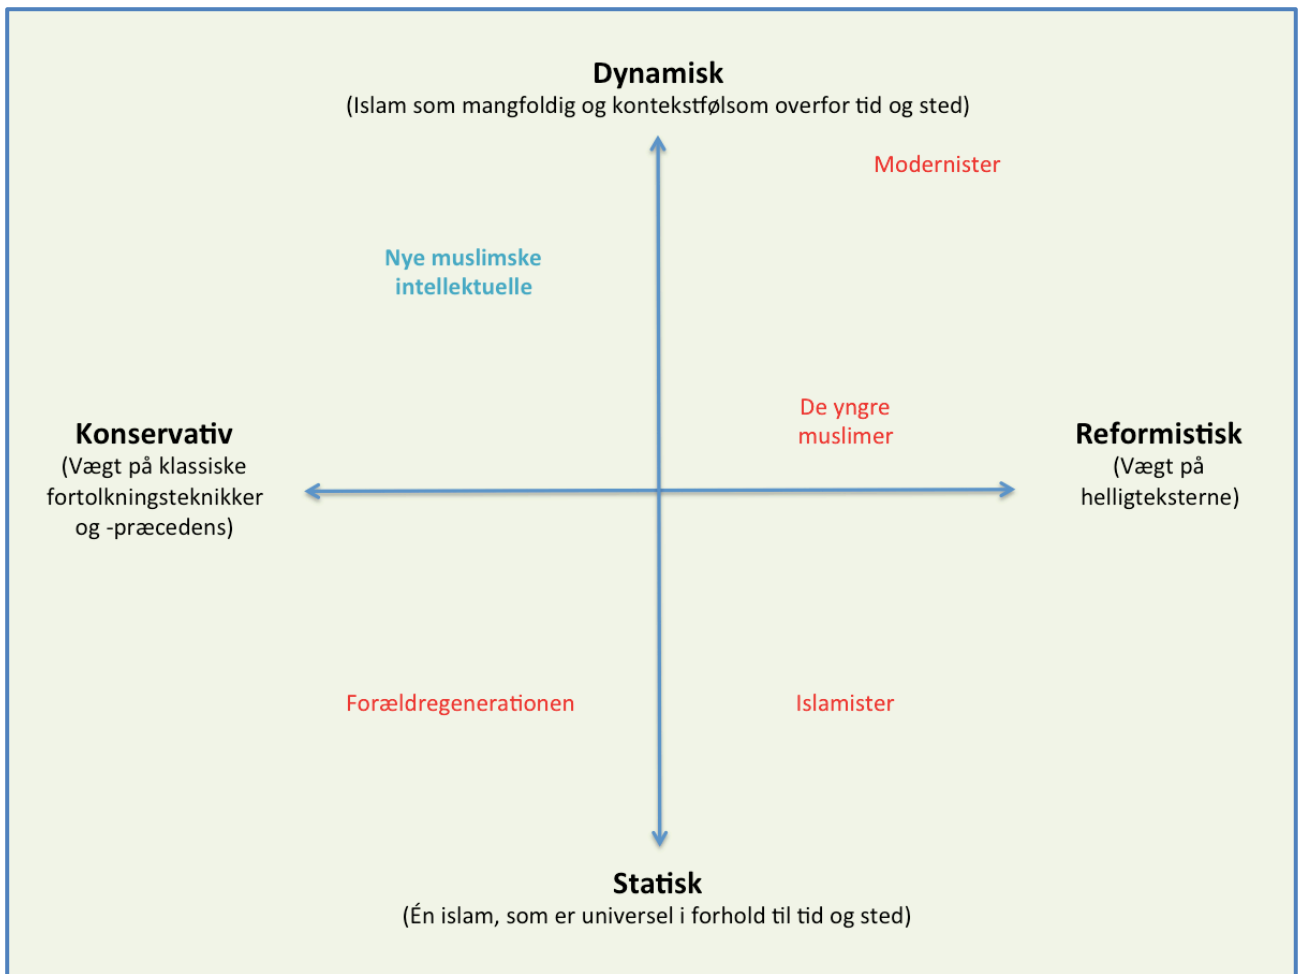 Dynamisk
(Islam som mangfoldig og kontekstfølsom overfor tid og sted)
Modernister
Nye muslimske
intellektuelle
De yngre
muslimer
Konservativ
(Vægt på klassiske
fortolkningsteknikker
og -præcedens)
Reformistisk
(Vægt på
helligteksterne)
Forældregenerationen
Islamister
Statisk
(Én islam, som er universel i forhold til tid og sted)